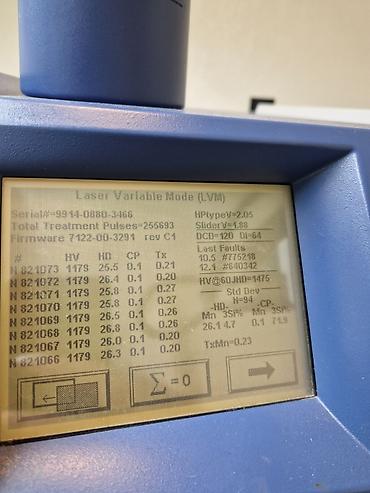 Laser Variable Mode (LVM)
Serial#=9914-0880-3466
Total Treatment Pulses=255693
Firmware 7122-00-3291 rev C1
# HV HD CP Tx
N 821073 1179 25.5 0.1 0.21
N 821072 1179 26.4 0.1 0.20
N 821071 1179 25.8 0.1 0.27
N 821070 1179 25.8 0.1 0.27
N 821069 1179 26.5 0.1 0.26
N 821068 1179 26.8 0.1 0.26
N 821067 1179 26.0 0.1 0.20
N 821066 1179 26.3 0.1 0.20
HPtypeV=2.05
SliderV=1.88
DCD=120 DI=64
Last Faults
10.5 #775218
12.1 #640342
HV@60JHD=1475
Std Dev
N=94
-HD- -CP-
Mn 3S% Mn 3S%
26.1 4.7 0.1 71.9
TxMn=0.23
Σ=0